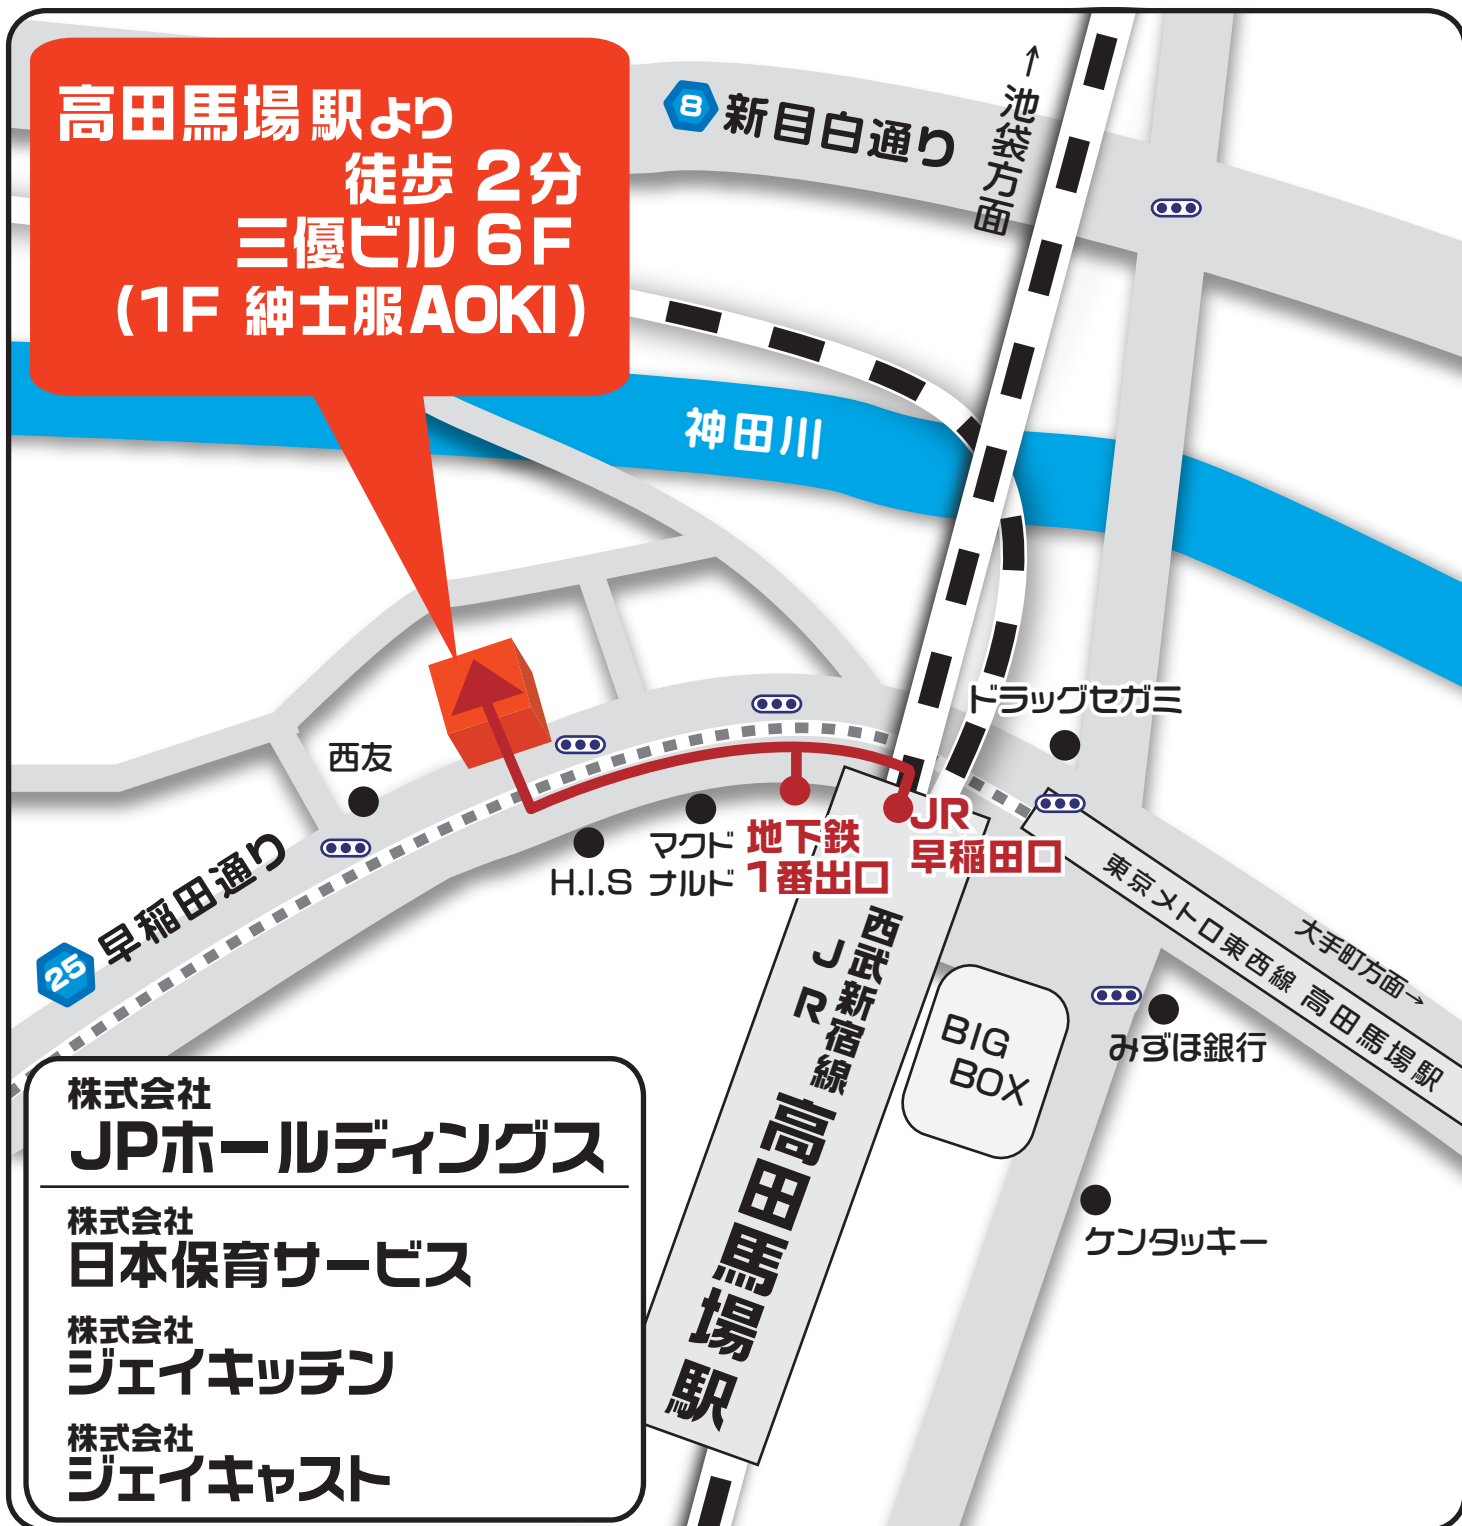 高田馬場駅より
徒歩 2分
三優ビル 6F
(1F 紳士服AOKI)
8 新目白通り
↑池袋方面
神田川
ドラッグセガミ
西友
25 早稲田通り
H.I.S
マクド
ナルド
地下鉄
1番出口
JR
早稲田口
東京メトロ東西線 高田馬場駅
大手町方面→
西武新宿線
JR
高田馬場駅
BIG
BOX
みずほ銀行
ケンタッキー
株式会社
JPホールディングス
株式会社
日本保育サービス
株式会社
ジェイキッチン
株式会社
ジェイキャスト